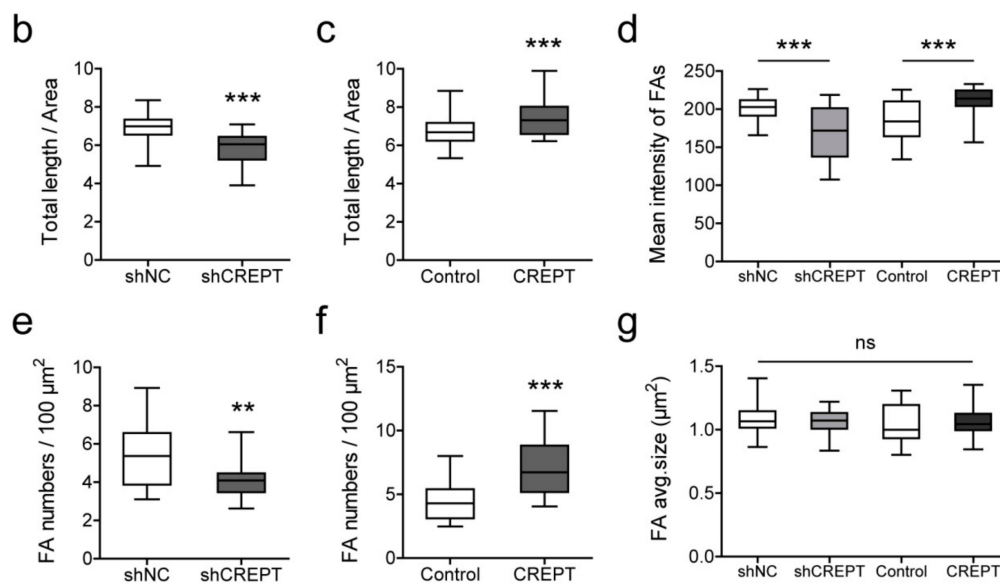 b
***
Total length / Area
10
8
6
4
2
0
shNC
shCREPT
c
***
Total length / Area
10
8
6
4
2
0
Control
CREPT
d
***
***
Mean intensity of FAs
250
200
150
100
50
0
shNC
shCREPT
Control
CREPT
e
**
FA numbers / 100 µm²
10
8
6
4
2
0
shNC
shCREPT
f
***
FA numbers / 100 µm²
15
10
5
0
Control
CREPT
g
ns
FA avg.size (µm²)
1.5
1.0
0.5
0.0
shNC
shCREPT
Control
CREPT